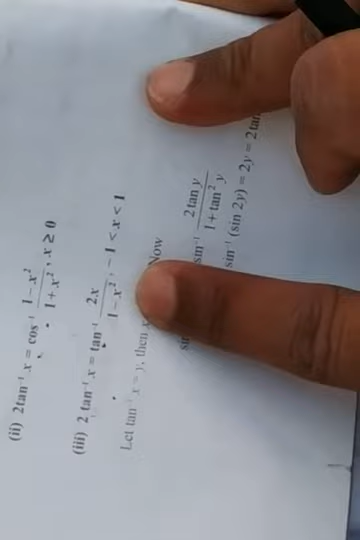 (ii) 2tan⁻¹ x = cos⁻¹ (1 − x²)/(1 + x²), x ≥ 0
(iii) 2 tan⁻¹ x = tan⁻¹ 2x/(1 − x²), − 1 < x < 1
Let tan⁻¹ x = y, then Now
sin⁻¹ 2 tan y/(1 + tan² y)
sin⁻¹ (sin 2y) = 2y =